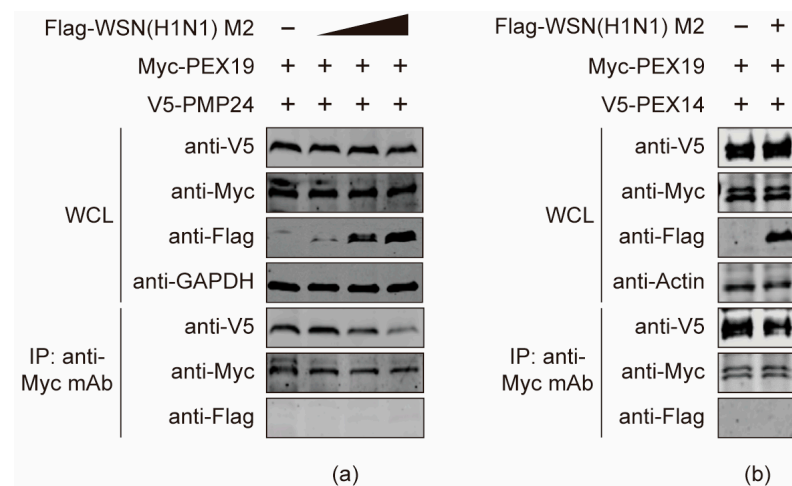 Flag-WSN(H1N1) M2 –
Myc-PEX19 + + + +
V5-PMP24 + + + +
WCL
anti-V5
anti-Myc
anti-Flag
anti-GAPDH
IP: anti-
Myc mAb
anti-V5
anti-Myc
anti-Flag
(a)
Flag-WSN(H1N1) M2 – +
Myc-PEX19 + +
V5-PEX14 + +
WCL
anti-V5
anti-Myc
anti-Flag
anti-Actin
IP: anti-
Myc mAb
anti-V5
anti-Myc
anti-Flag
(b)